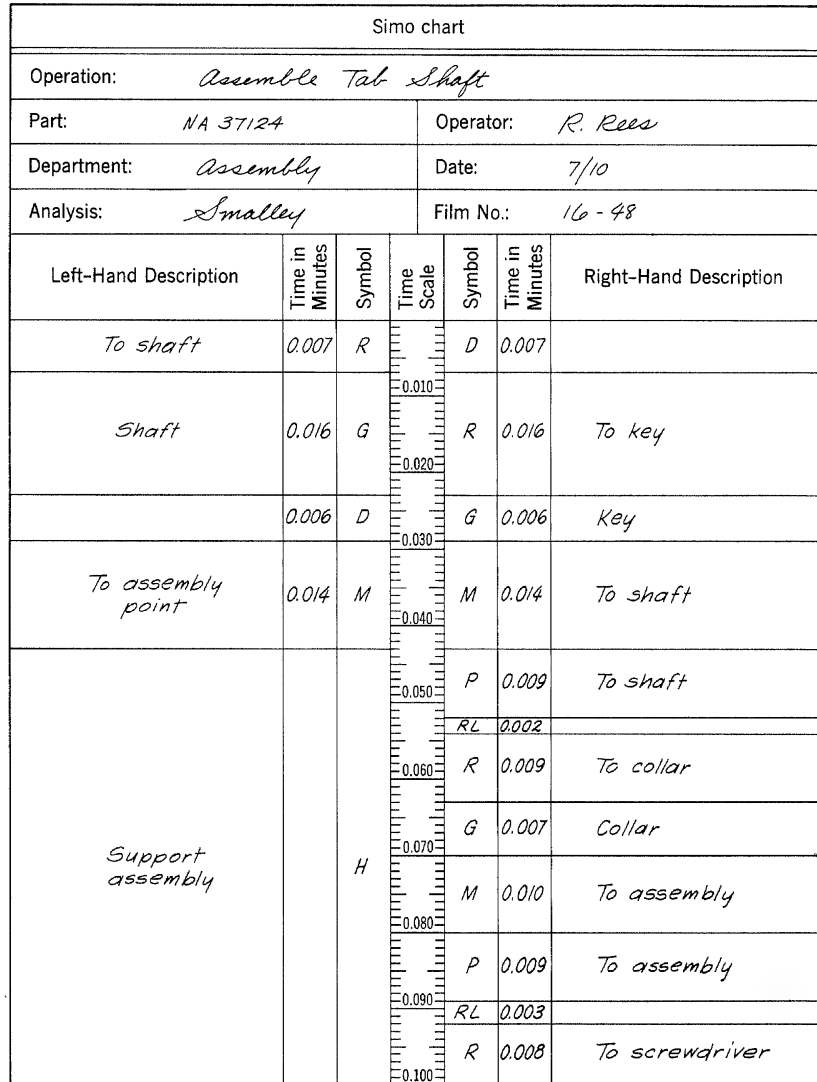 Simo chart
Operation: Assemble Tab Shaft
Part: NA 37124 Operator: R. Rees
Department: Assembly Date: 7/10
Analysis: Smalley Film No.: 16-48
Left-Hand Description Time in Minutes Symbol Time Scale Symbol Time in Minutes Right-Hand Description
To shaft 0.007 R D 0.007
0.010
Shaft 0.016 G R 0.016 To key
0.020
0.006 D G 0.006 Key
0.030
To assembly
point 0.014 M M 0.014 To shaft
0.040
P 0.009 To shaft
0.050
RL 0.002
R 0.009 To collar
0.060
G 0.007 Collar
0.070
Support
assembly H
M 0.010 To assembly
0.080
P 0.009 To assembly
0.090
RL 0.003
R 0.008 To screwdriver
0.100